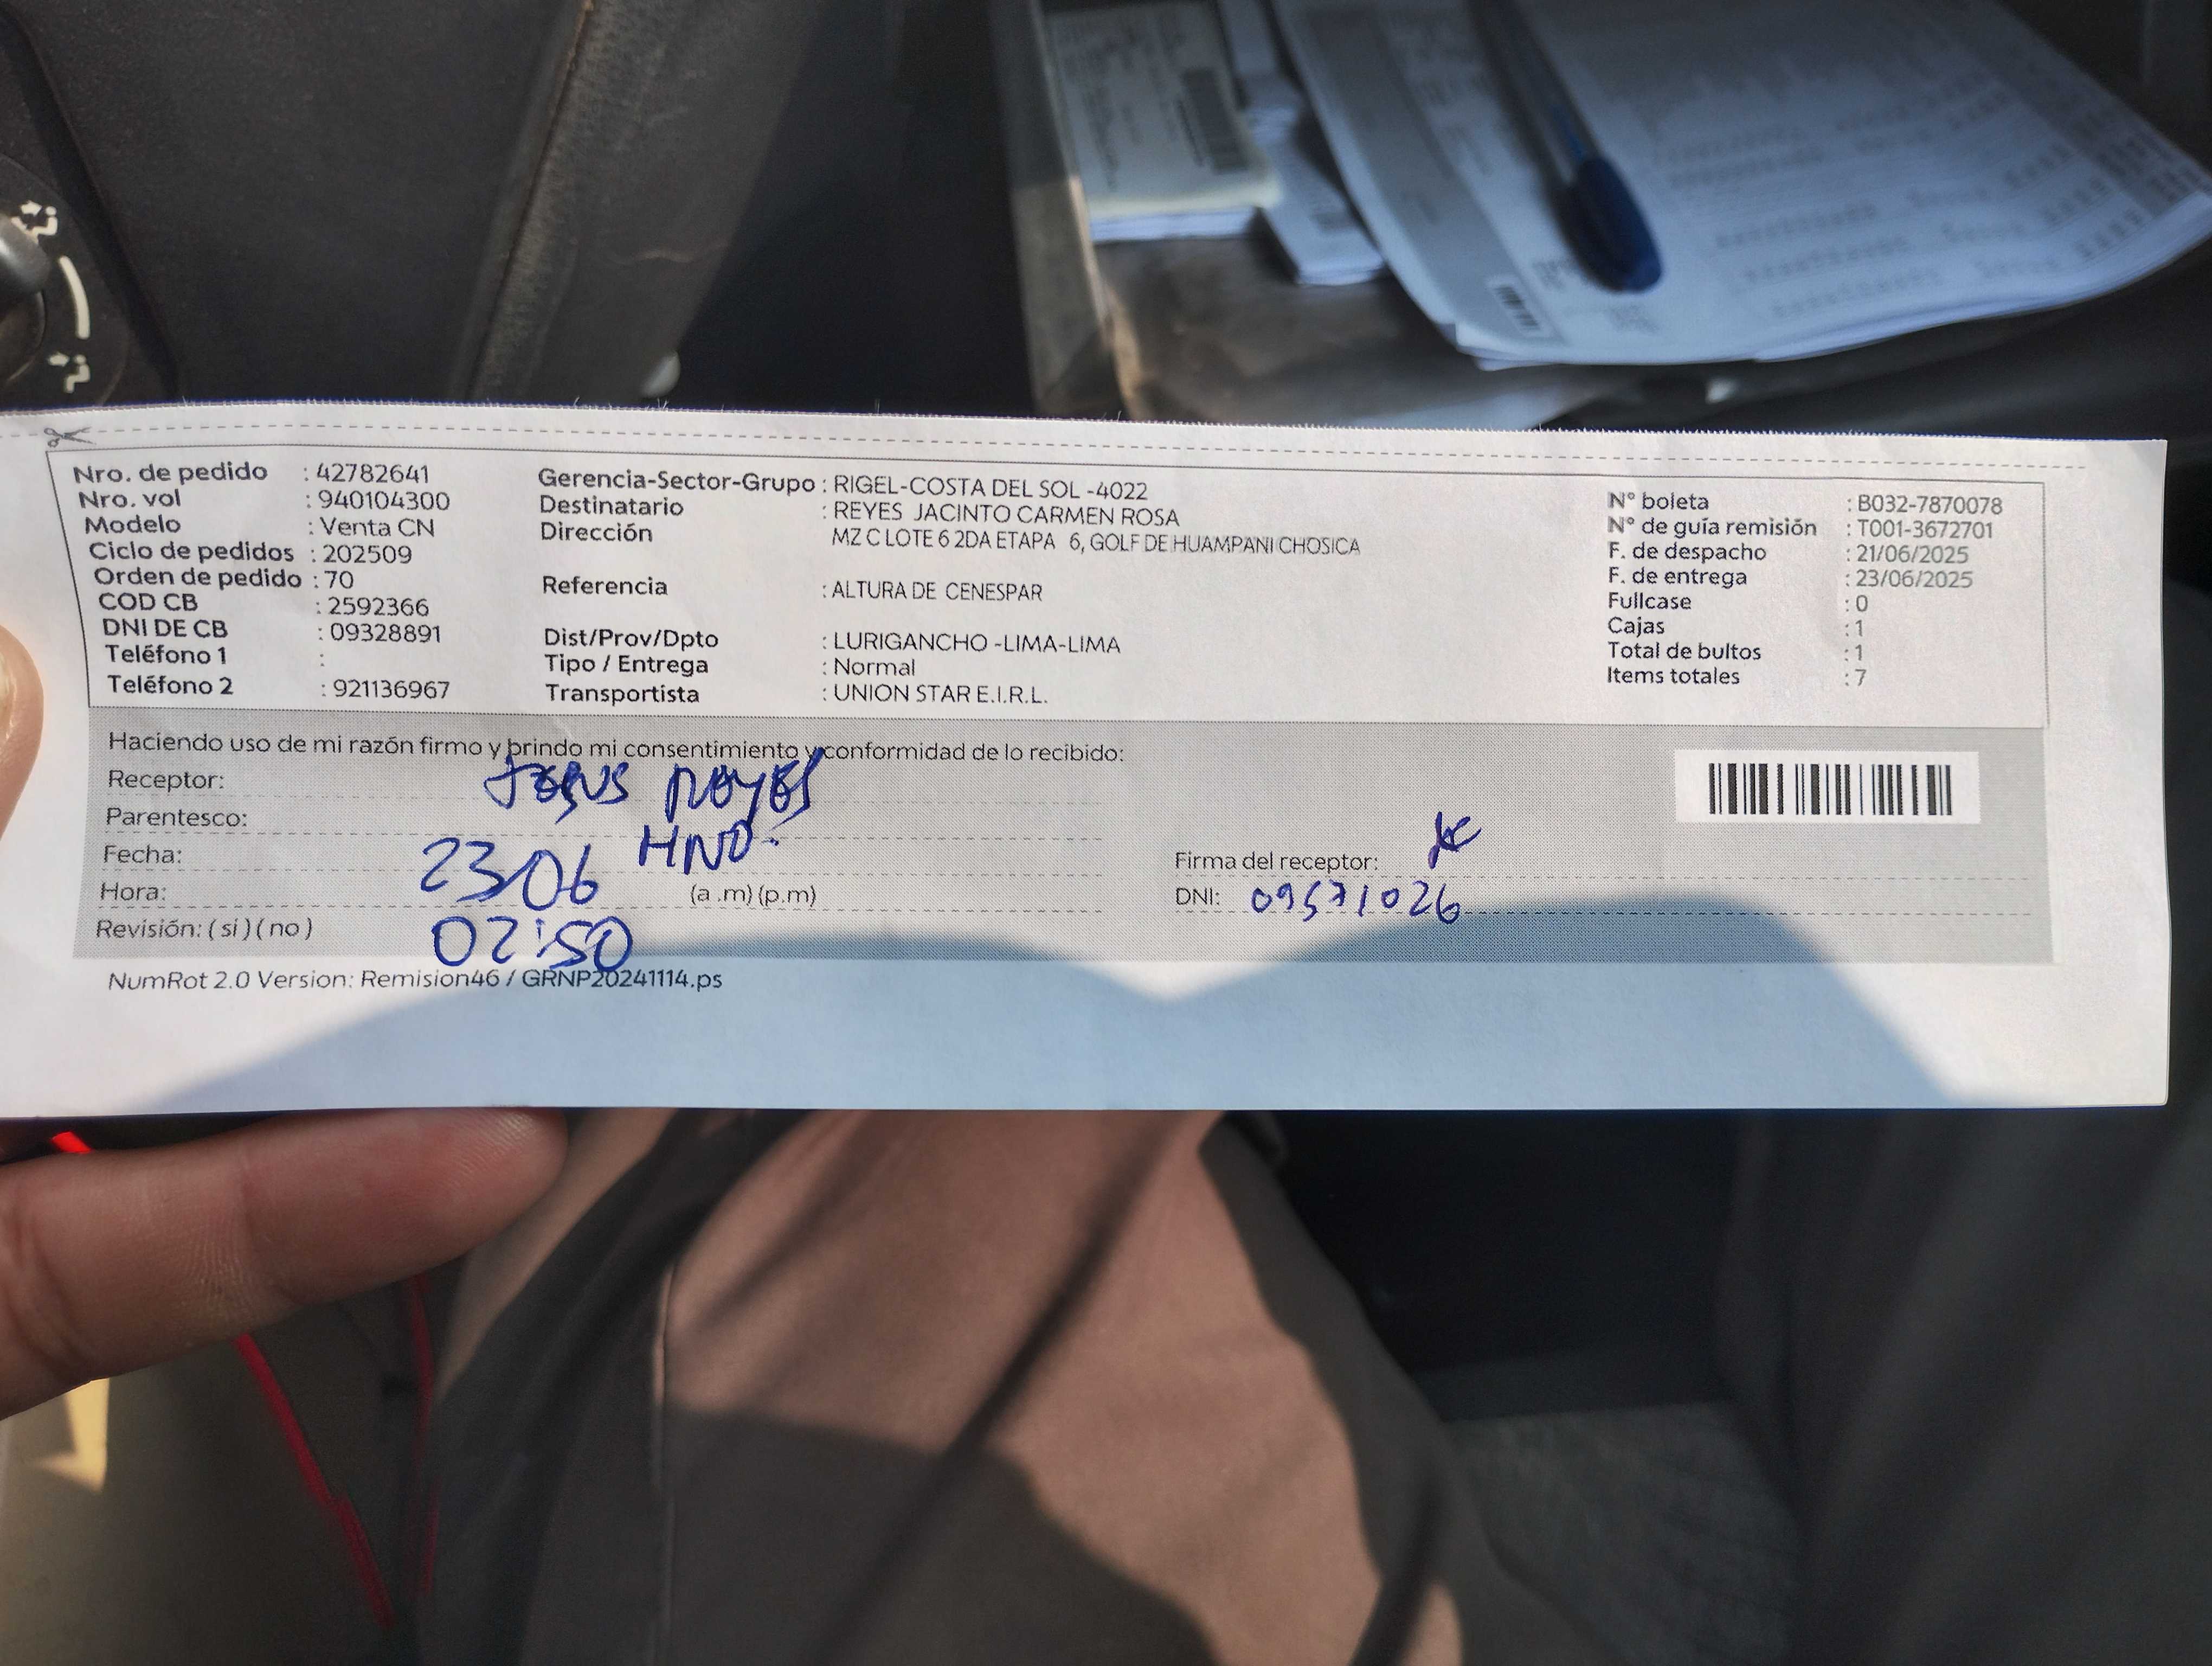 Nro. de pedido : 42782641
Nro. vol : 940104300
Modelo : Venta CN
Ciclo de pedidos : 202509
Orden de pedido : 70
COD CB : 2592366
DNI DE CB : 09328891
Teléfono 1 :
Teléfono 2 : 921136967
Gerencia-Sector-Grupo : RIGEL-COSTA DEL SOL -4022
Destinatario : REYES JACINTO CARMEN ROSA
Dirección MZ C LOTE 6 2DA ETAPA 6, GOLF DE HUAMPANI CHOSICA
Referencia : ALTURA DE CENESPAR
Dist/Prov/Dpto : LURIGANCHO -LIMA-LIMA
Tipo / Entrega : Normal
Transportista : UNION STAR E.I.R.L.
N° boleta : B032-7870078
N° de guía remisión : T001-3672701
F. de despacho : 21/06/2025
F. de entrega : 23/06/2025
Fullcase : 0
Cajas : 1
Total de bultos : 1
Items totales : 7
Haciendo uso de mi razón firmo y brindo mi consentimiento y conformidad de lo recibido:
Receptor: JESUS REYES
Parentesco: HNO.
Fecha: 23/06
Hora: 02:50 (a .m) (p.m)
Revisión: ( si ) ( no )
Firma del receptor:
DNI: 09571026
NumRot 2.0 Version: Remision46 / GRNP20241114.ps